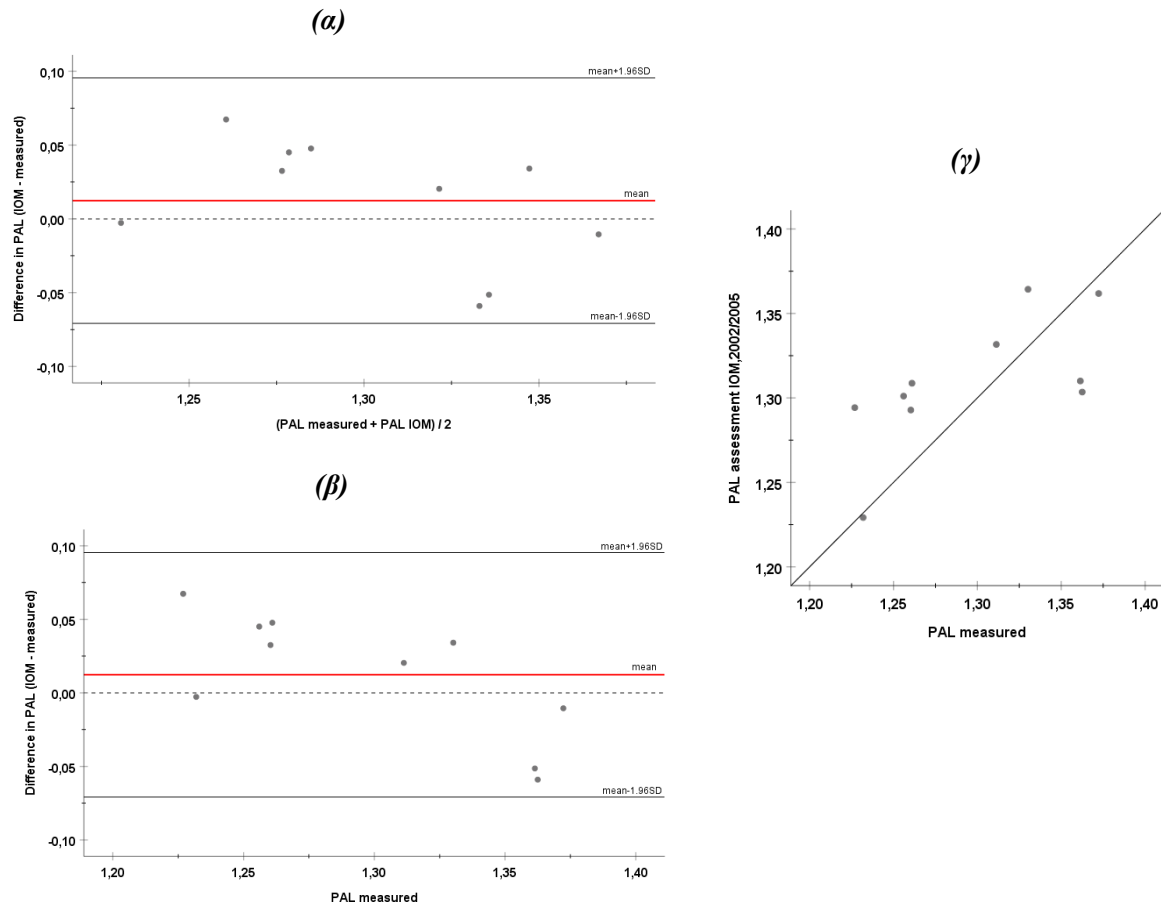 (α)
0,10
0,05
0,00
-0,05
-0,10
mean+1.96SD
mean
mean-1.96SD
Difference in PAL (IOM - measured)
1,25
1,30
1,35
(PAL measured + PAL IOM) / 2
(β)
0,10
0,05
0,00
-0,05
-0,10
mean+1.96SD
mean
mean-1.96SD
Difference in PAL (IOM - measured)
1,20
1,25
1,30
1,35
1,40
PAL measured
(γ)
1,40
1,35
1,30
1,25
1,20
PAL assessment IOM,2002/2005
1,20
1,25
1,30
1,35
1,40
PAL measured